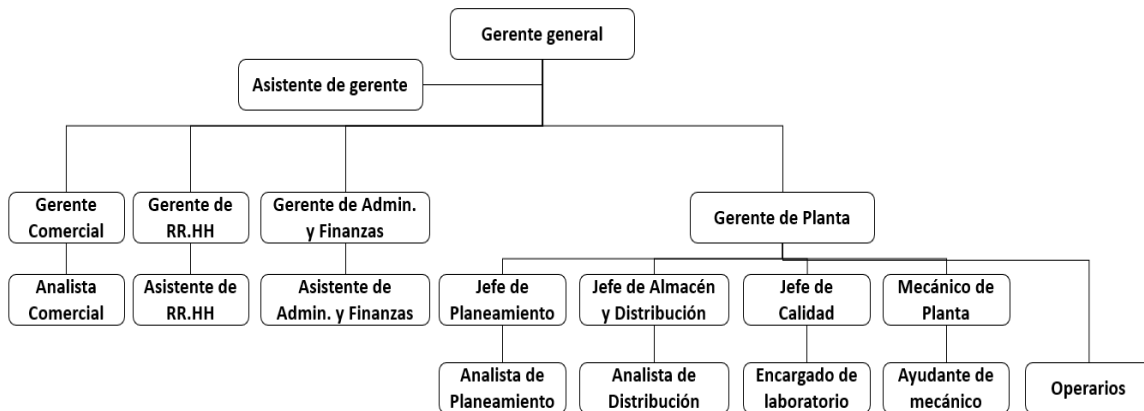 Gerente general
Asistente de gerente
Gerente
Comercial
Gerente de
RR.HH
Gerente de Admin.
y Finanzas
Gerente de Planta
Analista
Comercial
Asistente de
RR.HH
Asistente de
Admin. y Finanzas
Jefe de
Planeamiento
Jefe de Almacén
y Distribución
Jefe de
Calidad
Mecánico de
Planta
Analista de
Planeamiento
Analista de
Distribución
Encargado de
laboratorio
Ayudante de
mecánico
Operarios